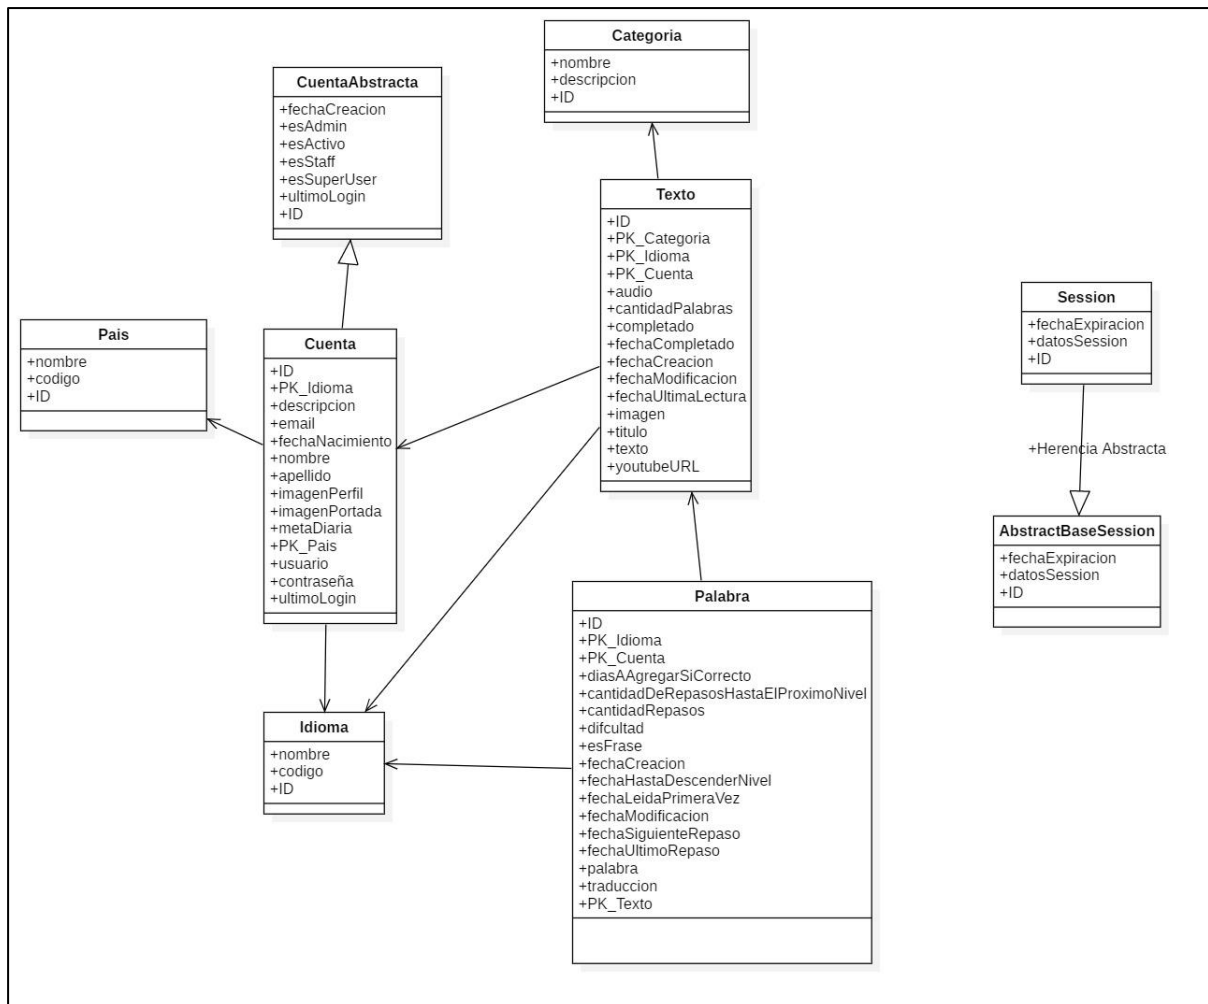 Categoria
+nombre
+descripcion
+ID
CuentaAbstracta
+fechaCreacion
+esAdmin
+esActivo
+esStaff
+esSuperUser
+ultimoLogin
+ID
Texto
+ID
+PK_Categoria
+PK_Idioma
+PK_Cuenta
+audio
+cantidadPalabras
+completado
+fechaCompletado
+fechaCreacion
+fechaModificacion
+fechaUltimaLectura
+imagen
+titulo
+texto
+youtubeURL
Session
+fechaExpiracion
+datosSession
+ID
+Herencia Abstracta
AbstractBaseSession
+fechaExpiracion
+datosSession
+ID
Pais
+nombre
+codigo
+ID
Cuenta
+ID
+PK_Idioma
+descripcion
+email
+fechaNacimiento
+nombre
+apellido
+imagenPerfil
+imagenPortada
+metaDiaria
+PK_Pais
+usuario
+contraseña
+ultimoLogin
Idioma
+nombre
+codigo
+ID
Palabra
+ID
+PK_Idioma
+PK_Cuenta
+diasAAgregarSiCorrecto
+cantidadDeRepasosHastaElProximoNivel
+cantidadRepasos
+difcultad
+esFrase
+fechaCreacion
+fechaHastaDescenderNivel
+fechaLeidaPrimeraVez
+fechaModificacion
+fechaSiguienteRepaso
+fechaUltimoRepaso
+palabra
+traduccion
+PK_Texto